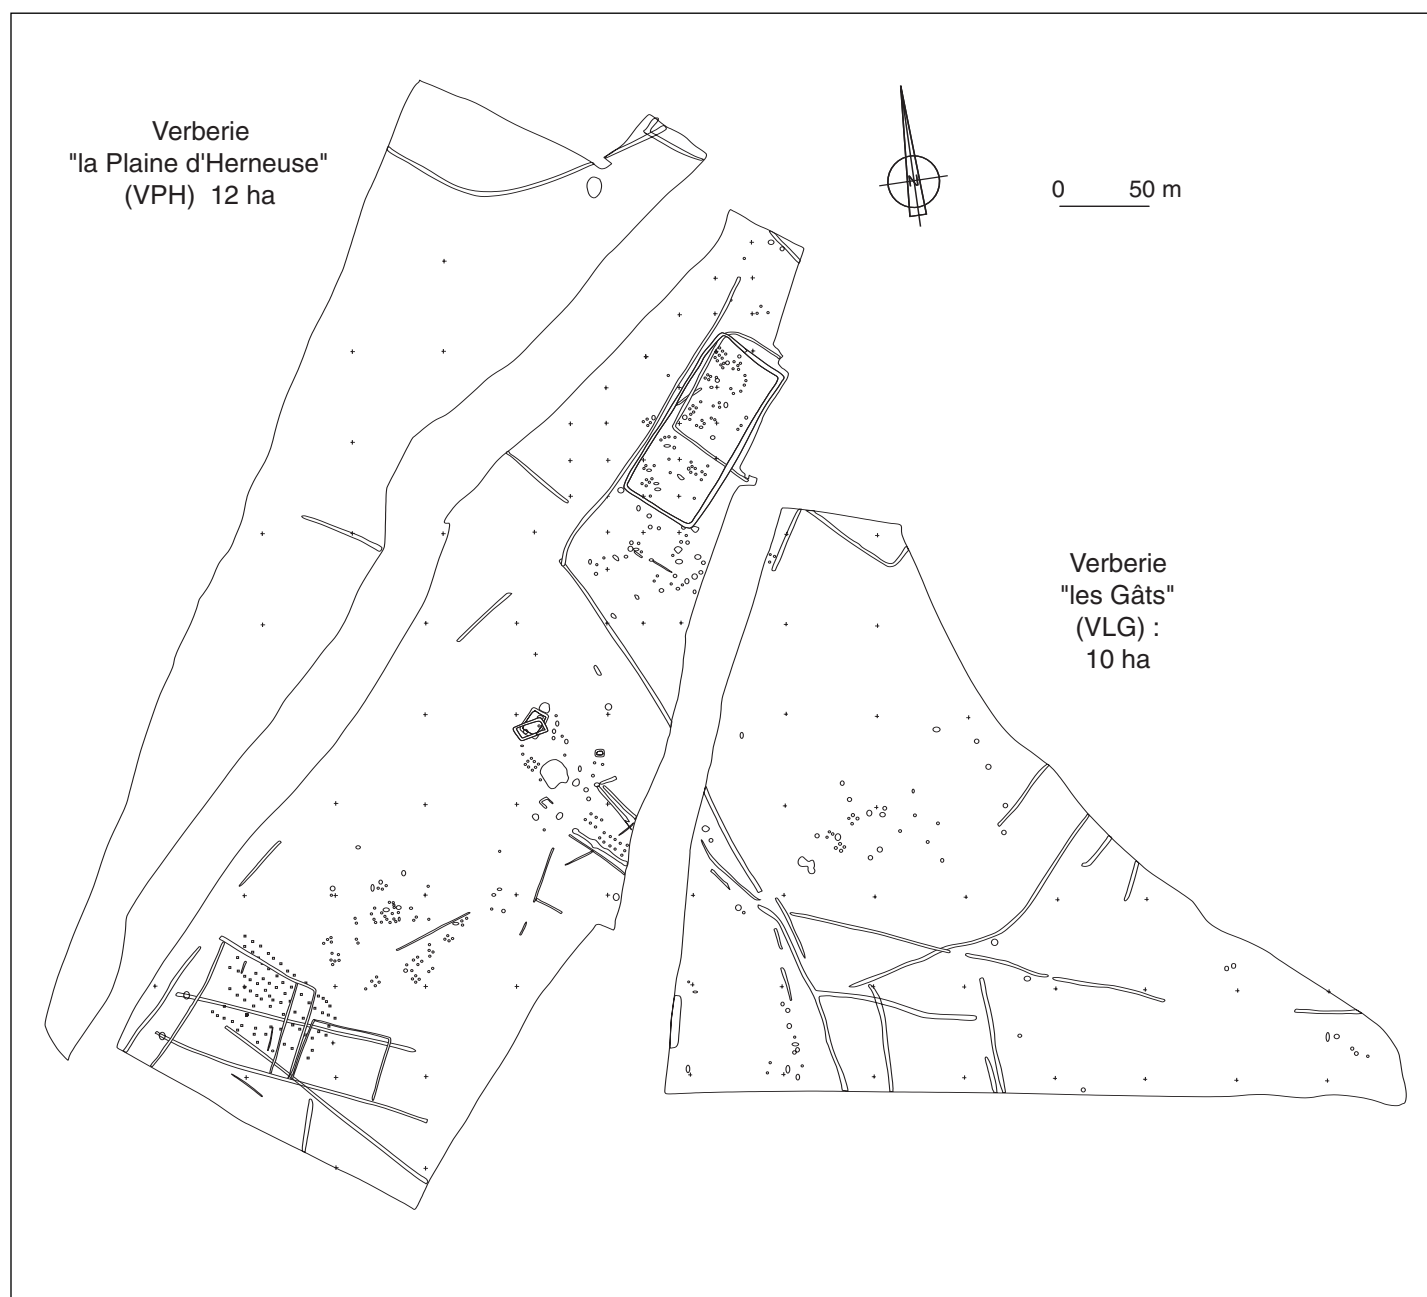 Verberie
"la Plaine d'Herneuse"
(VPH) 12 ha
N
0 50 m
Verberie
"les Gâts"
(VLG) :
10 ha